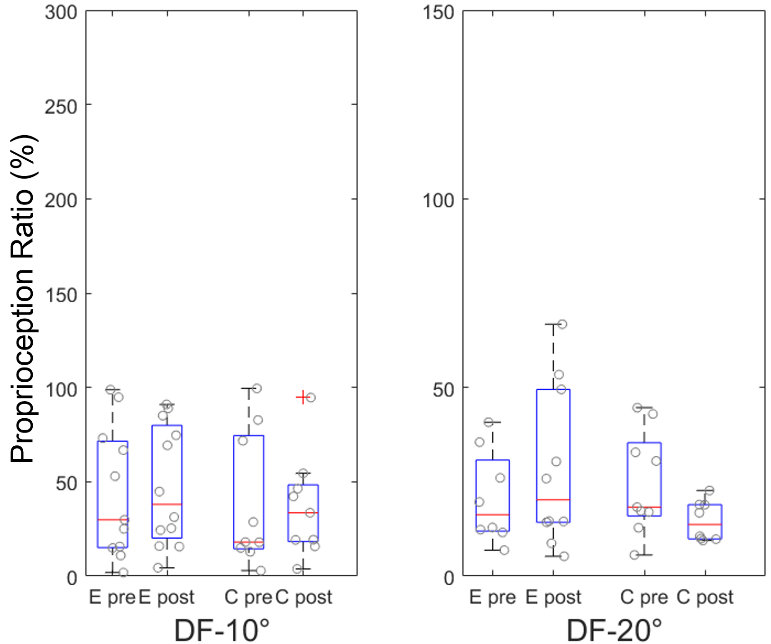 Proprioception Ratio (%)
300
250
200
150
100
50
0
E pre E post C pre C post
DF-10°
150
100
50
0
E pre E post C pre C post
DF-20°